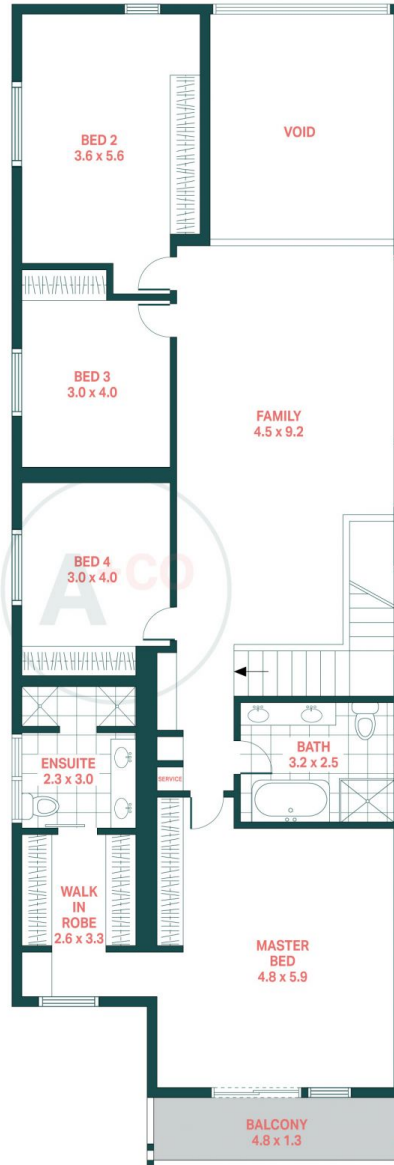 BED 2
3.6 x 5.6
VOID
BED 3
3.0 x 4.0
FAMILY
4.5 x 9.2
BED 4
3.0 x 4.0
A+CO
ENSUITE
2.3 x 3.0
SERVICE
BATH
3.2 x 2.5
WALK
IN
ROBE
2.6 x 3.3
MASTER
BED
4.8 x 5.9
BALCONY
4.8 x 1.3